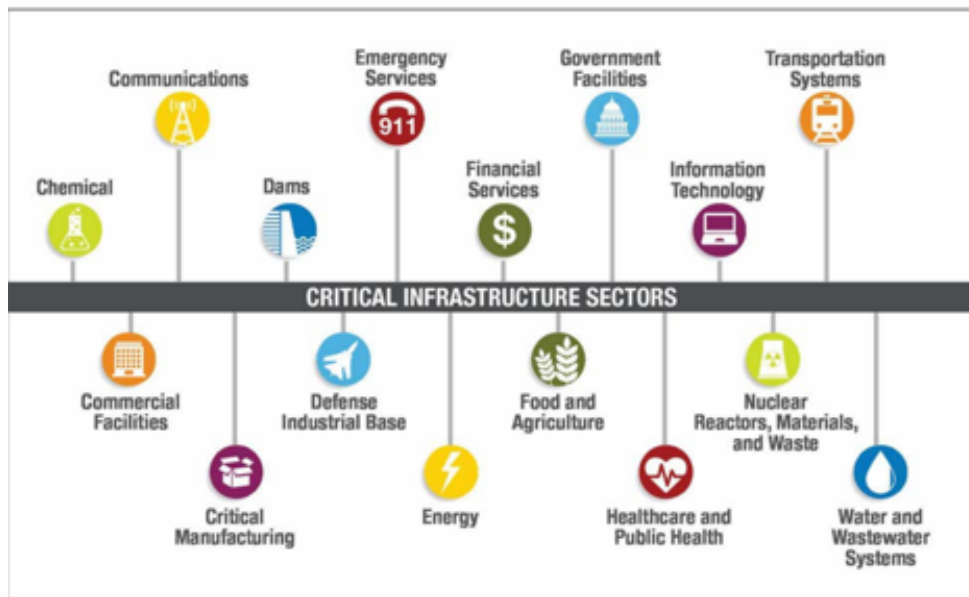 Communications
Emergency
Services
911
Government
Facilities
Transportation
Systems
Chemical
Dams
Financial
Services
$
Information
Technology
CRITICAL INFRASTRUCTURE SECTORS
Commercial
Facilities
Defense
Industrial Base
Food and
Agriculture
Nuclear
Reactors, Materials,
and Waste
Critical
Manufacturing
Energy
Healthcare and
Public Health
Water and
Wastewater
Systems